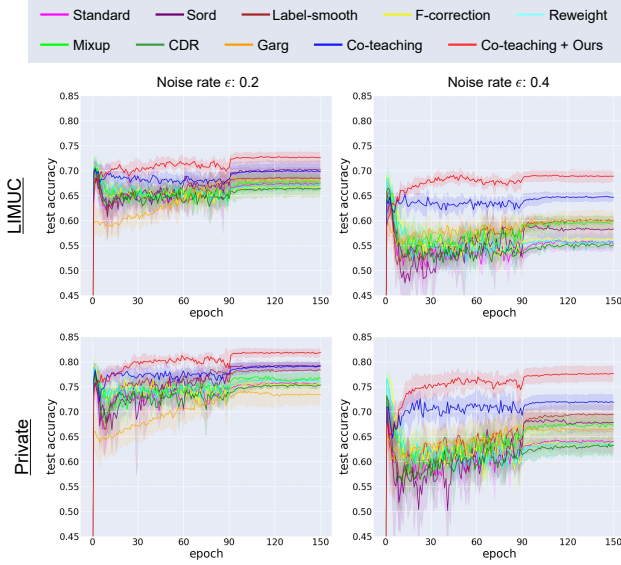 Standard Sord Label-smooth F-correction Reweight
Mixup CDR Garg Co-teaching Co-teaching + Ours
Noise rate ϵ: 0.2 Noise rate ϵ: 0.4
LIMUC
test accuracy
0.85
0.80
0.75
0.70
0.65
0.60
0.55
0.50
0.45
0 30 60 90 120 150
epoch
test accuracy
0.85
0.80
0.75
0.70
0.65
0.60
0.55
0.50
0.45
0 30 60 90 120 150
epoch
Private
test accuracy
0.85
0.80
0.75
0.70
0.65
0.60
0.55
0.50
0.45
0 30 60 90 120 150
epoch
test accuracy
0.85
0.80
0.75
0.70
0.65
0.60
0.55
0.50
0.45
0 30 60 90 120 150
epoch